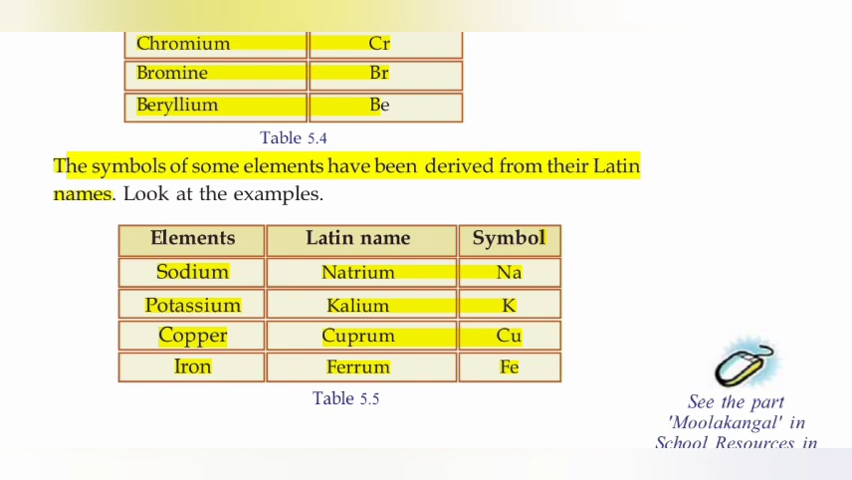 Chromium Cr
Bromine Br
Beryllium Be
Table 5.4
The symbols of some elements have been derived from their Latin
names. Look at the examples.
Elements Latin name Symbol
Sodium Natrium Na
Potassium Kalium K
Copper Cuprum Cu
Iron Ferrum Fe
Table 5.5
See the part
'Moolakangal' in
School Resources in